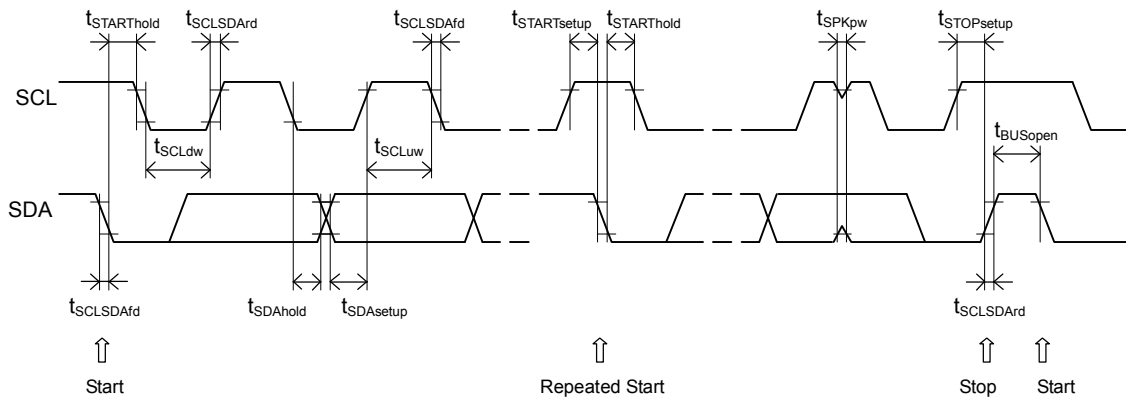 tSTARThold tSCLSDArd tSCLSDAfd tSTARTsetup tSTARThold tSPKpw tSTOPsetup
SCL
tSCLdw tSCLuw tBUSopen
SDA
tSCLSDAfd tSDAhold tSDAsetup tSCLSDArd
Start Repeated Start Stop Start